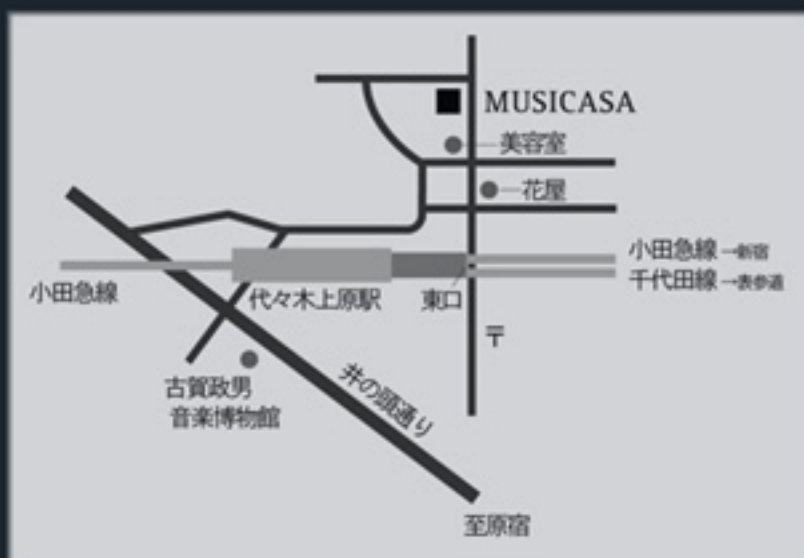 MUSICASA
美容室
花屋
小田急線→新宿
千代田線→表参道
小田急線
代々木上原駅
東口
〒
古賀政男
音楽博物館
井の頭通り
至原宿